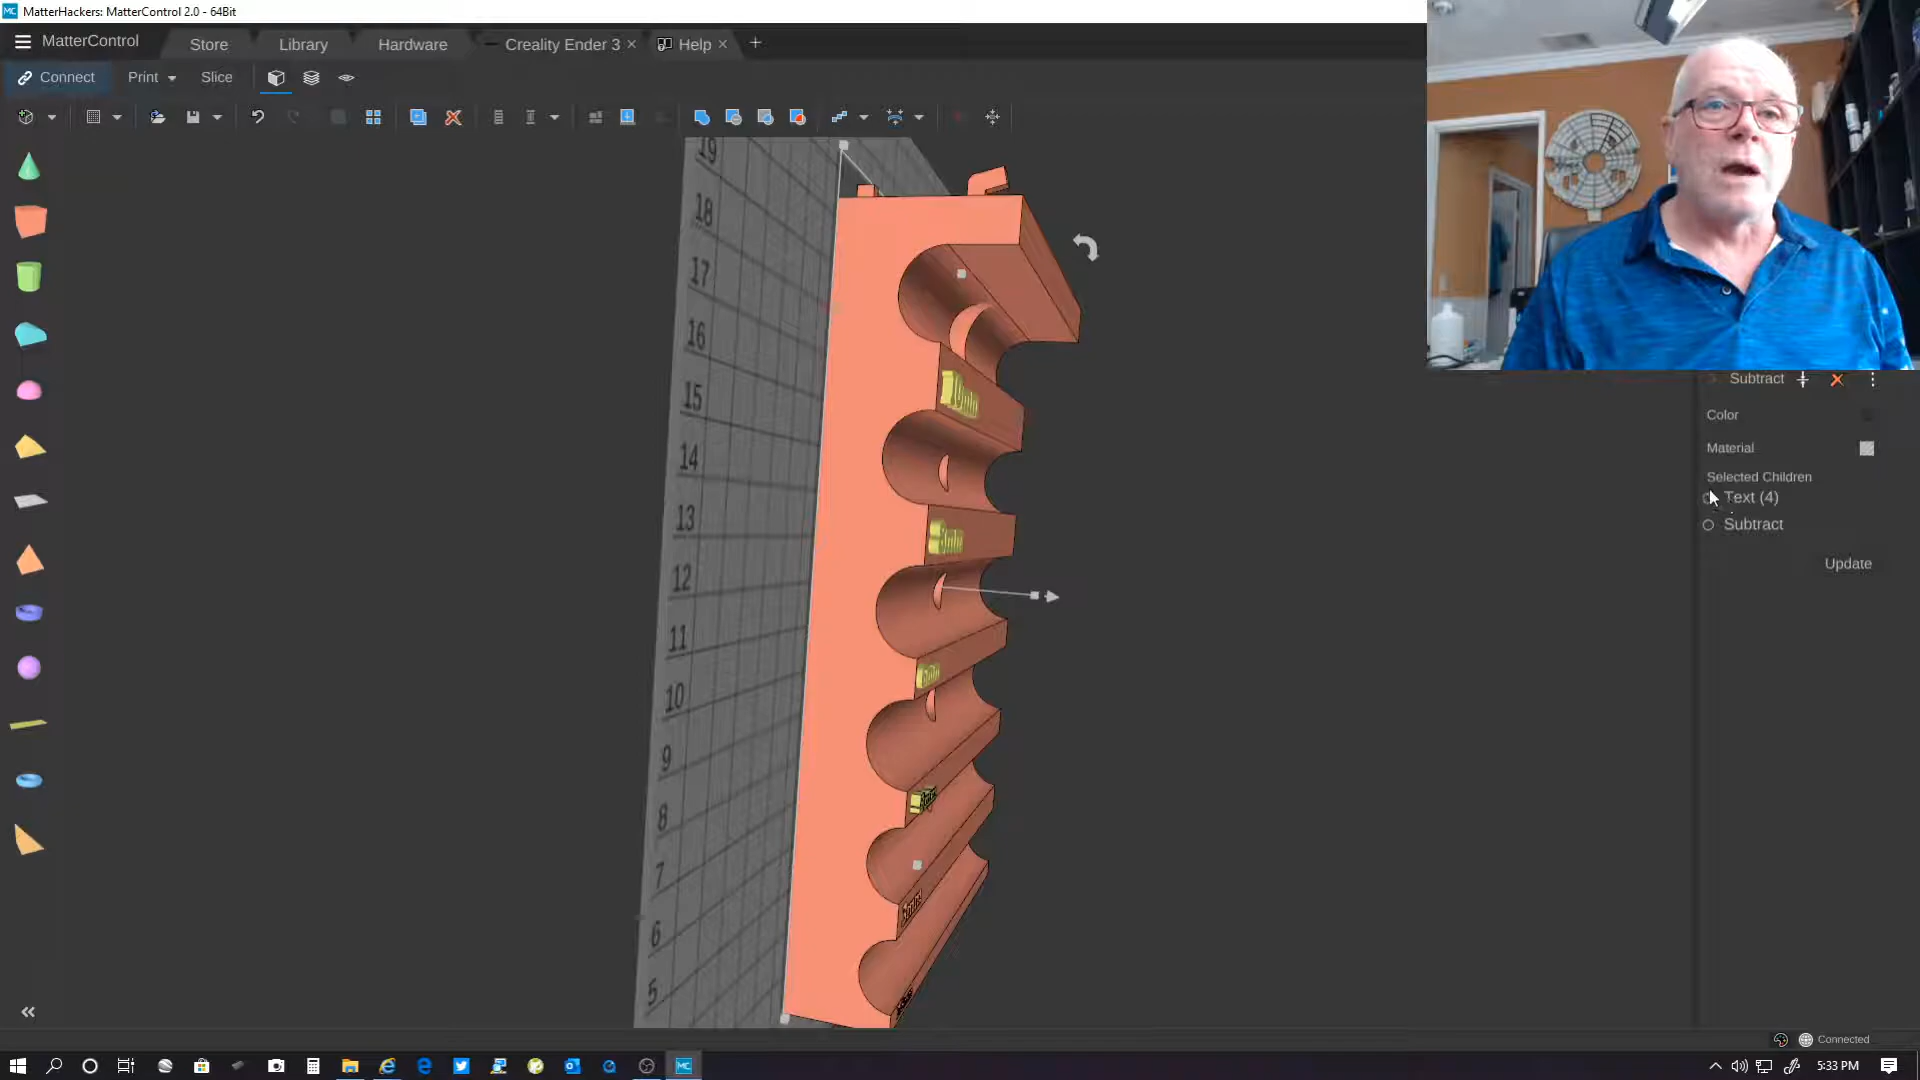 MatterHackers: MatterControl 2.0 - 64Bit
MatterControl
Store
Library
Hardware
Creality Ender 3
Help
Connect
Print
Slice
19
18
17
16
15
14
13
12
11
10
9
8
7
6
5
Subtract
Color
Material
Selected Children
Text (4)
Subtract
Update
Connected
5:33 PM